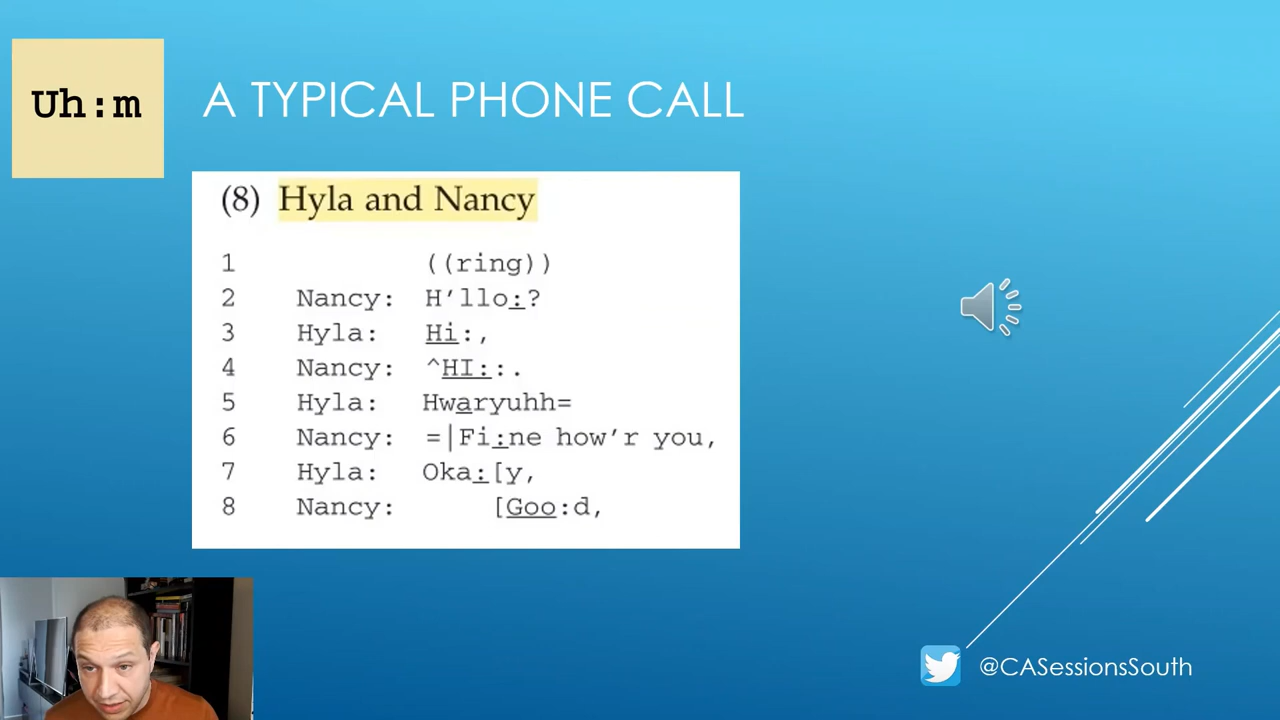 Uh:m
A TYPICAL PHONE CALL
(8) Hyla and Nancy
1 ((ring))
2 Nancy: H'llo:?
3 Hyla: Hi:,
4 Nancy: ^HI::.
5 Hyla: Hwaryuhh=
6 Nancy: =|Fi:ne how'r you,
7 Hyla: Oka:[y,
8 Nancy: [Goo:d,
@CASessionsSouth